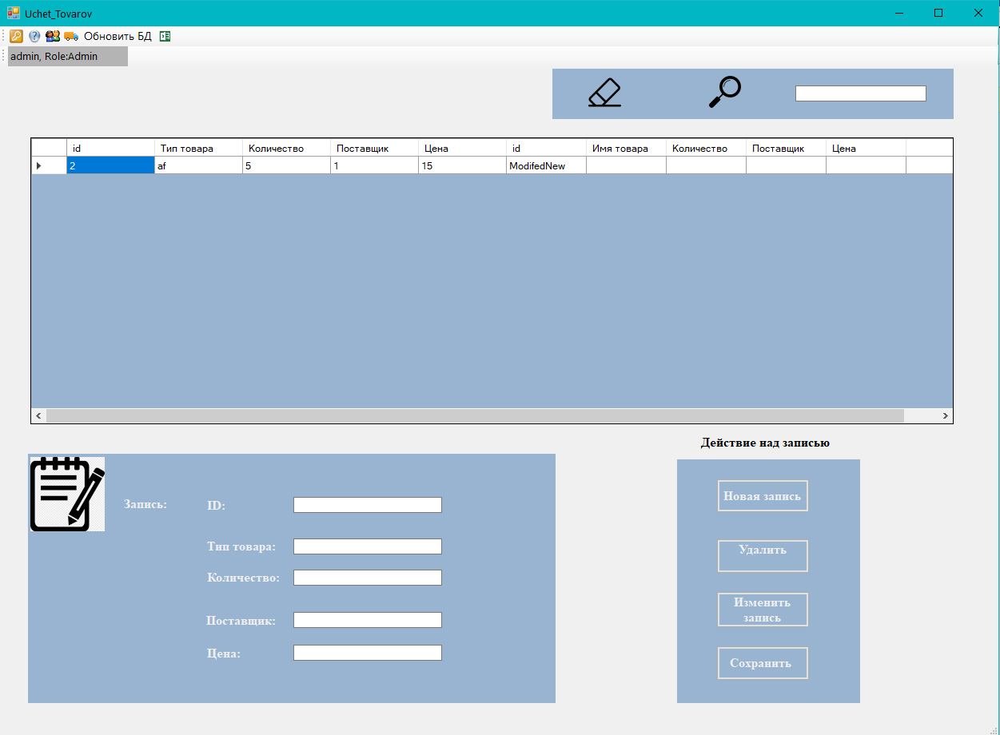 Uchet_Tovarov
Обновить БД
admin, Role:Admin
id Тип товара Количество Поставщик Цена id Имя товара Количество Поставщик Цена
2 af 5 1 15 ModifedNew
Действие над записью
Запись: ID:
Тип товара:
Количество:
Поставщик:
Цена:
Новая запись
Удалить
Изменить
запись
Сохранить